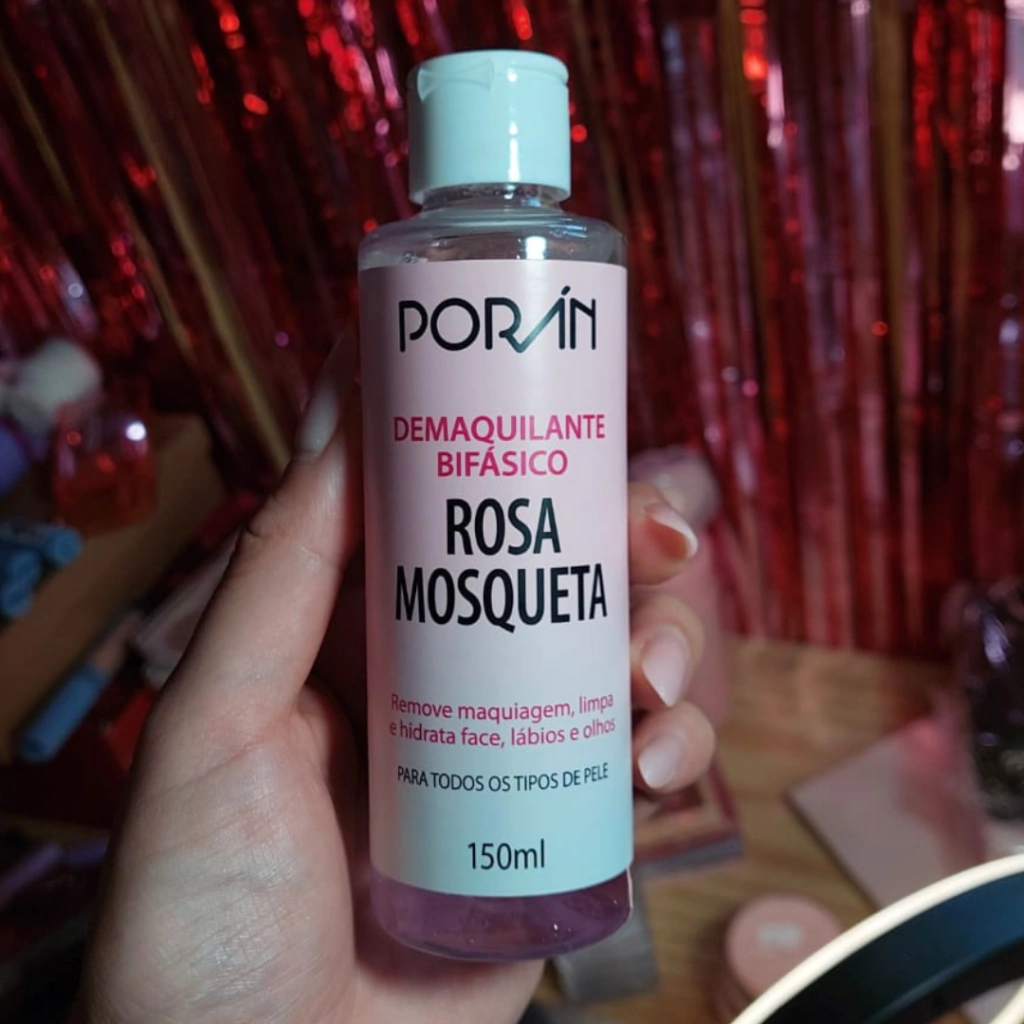 PORÁN
DEMAQUILANTE
BIFÁSICO
ROSA
MOSQUETA
Remove maquiagem, limpa
e hidrata face, lábios e olhos
PARA TODOS OS TIPOS DE PELE
150ml